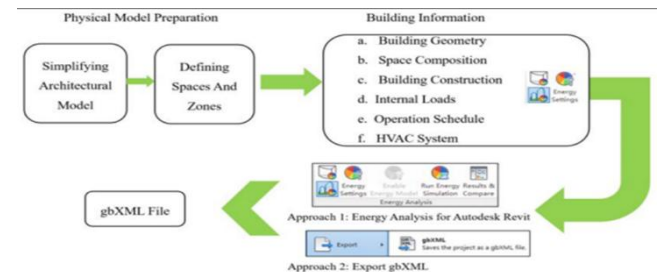 Physical Model Preparation
Building Information
Simplifying
Architectural
Model
Defining
Spaces And
Zones
a. Building Geometry
b. Space Composition
c. Building Construction
d. Internal Loads
e. Operation Schedule
f. HVAC System
Energy
Settings
gbXML File
Energy Settings
Enable Energy Model
Run Energy Simulation
Results & Compare
Energy Analysis
Approach 1: Energy Analysis for Autodesk Revit
Export
gbXML
Saves the project as a gbXML file.
Approach 2: Export gbXML